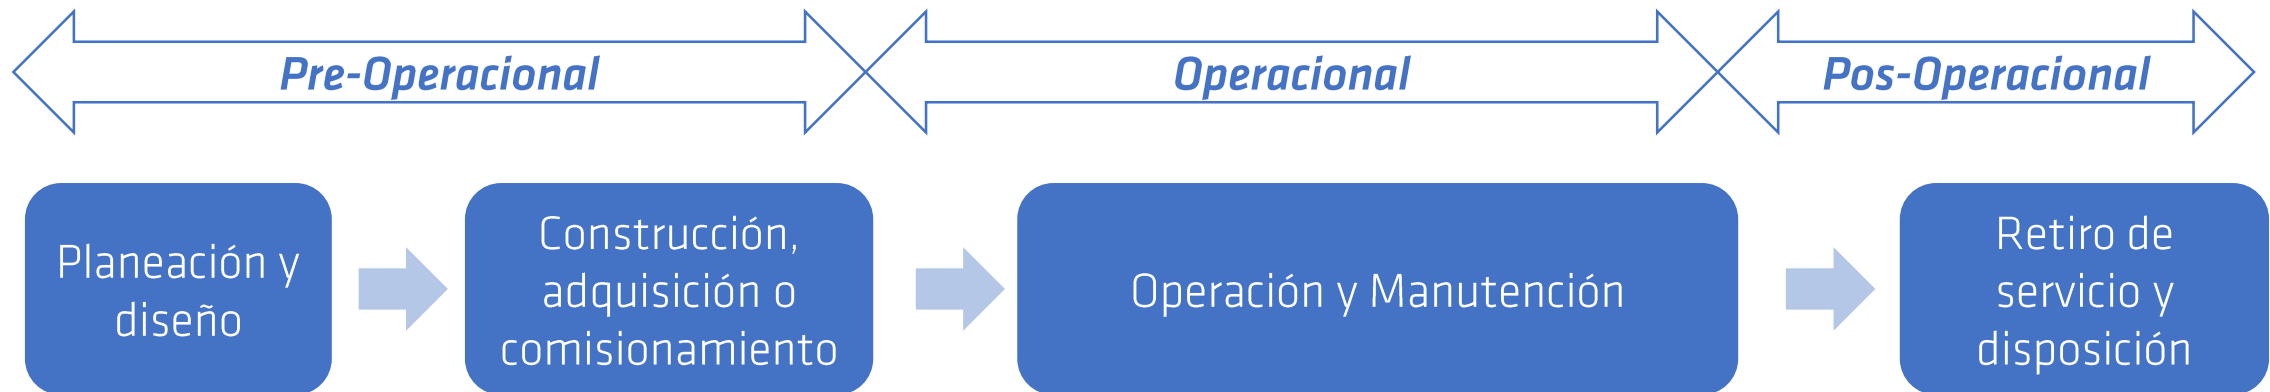 Pre-Operacional
Operacional
Pos-Operacional
Planeación y
diseño
Construcción,
adquisición o
comisionamiento
Operación y Manutención
Retiro de
servicio y
disposición